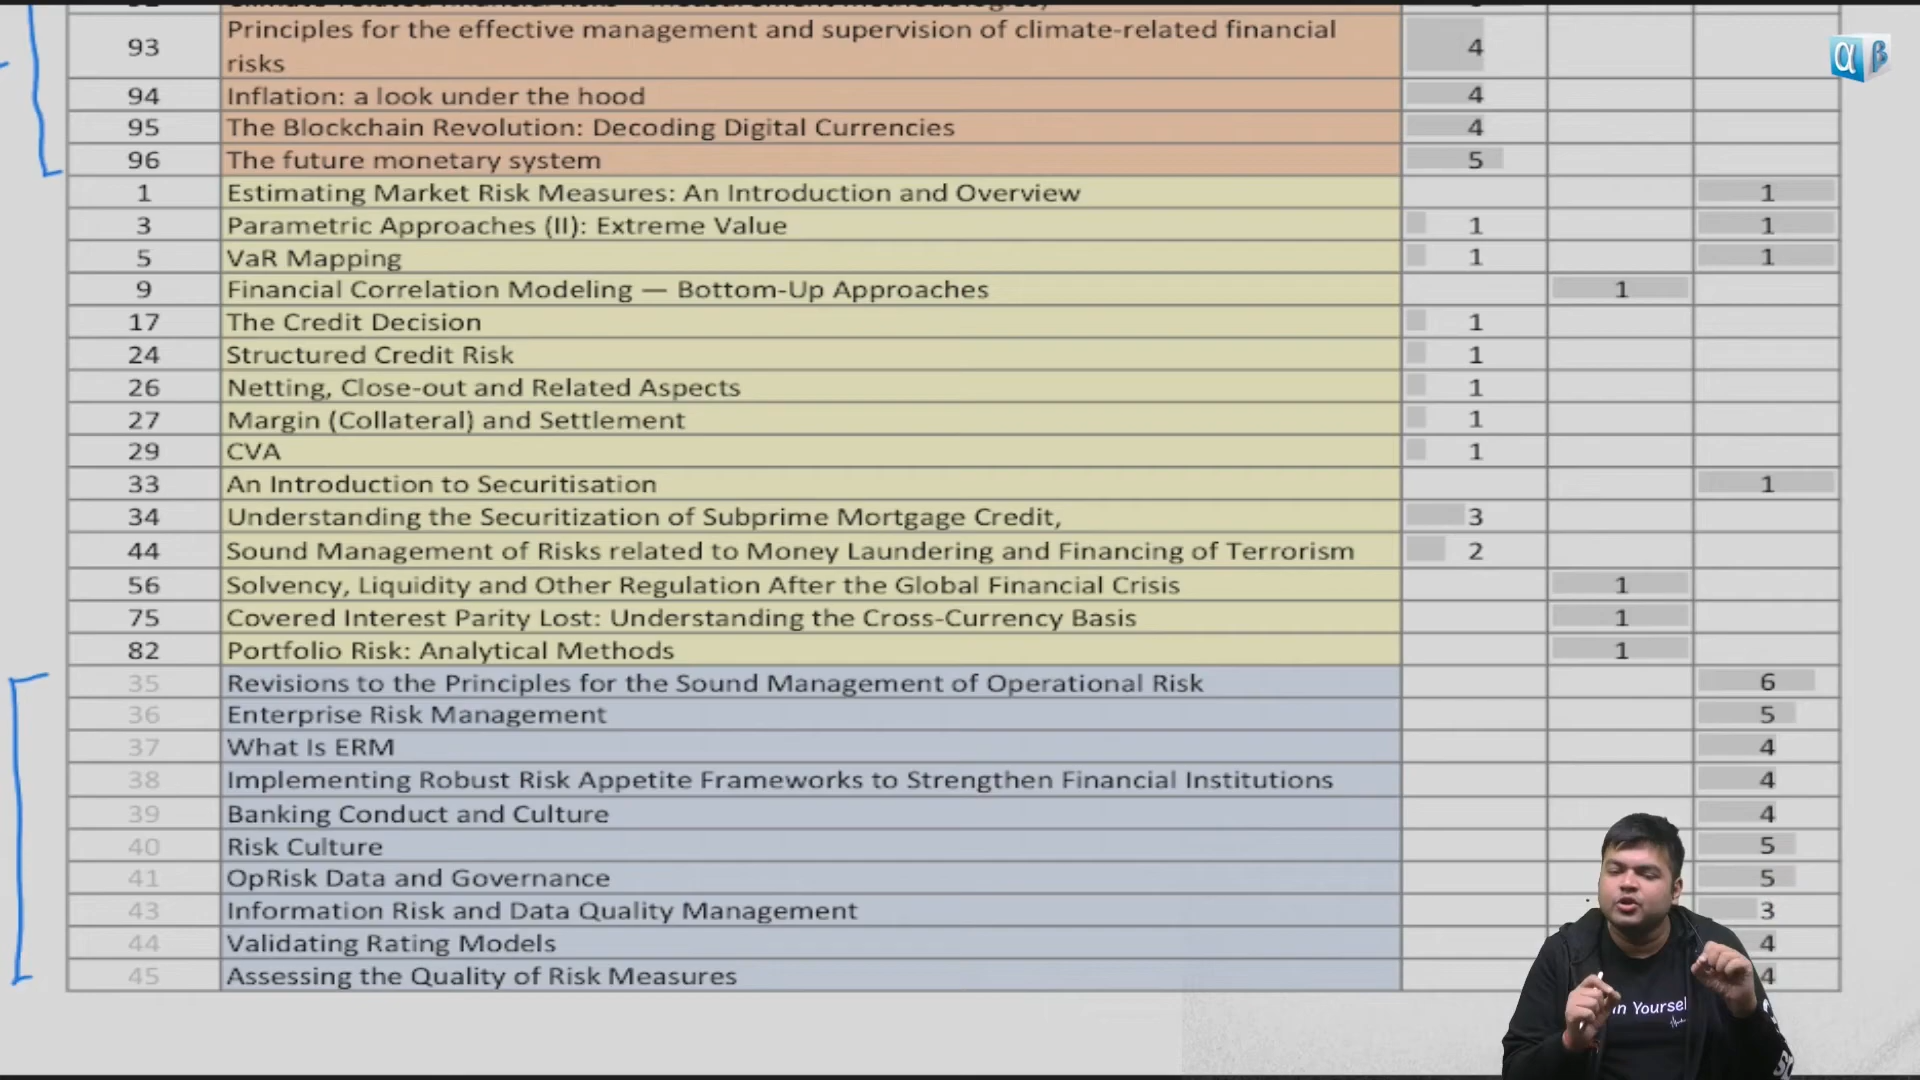 93 Principles for the effective management and supervision of climate-related financial 4
risks
94 Inflation: a look under the hood 4
95 The Blockchain Revolution: Decoding Digital Currencies 4
96 The future monetary system 5
1 Estimating Market Risk Measures: An Introduction and Overview 1
3 Parametric Approaches (II): Extreme Value 1 1
5 VaR Mapping 1 1
9 Financial Correlation Modeling — Bottom-Up Approaches 1
17 The Credit Decision 1
24 Structured Credit Risk 1
26 Netting, Close-out and Related Aspects 1
27 Margin (Collateral) and Settlement 1
29 CVA 1
33 An Introduction to Securitisation 1
34 Understanding the Securitization of Subprime Mortgage Credit, 3
44 Sound Management of Risks related to Money Laundering and Financing of Terrorism 2
56 Solvency, Liquidity and Other Regulation After the Global Financial Crisis 1
75 Covered Interest Parity Lost: Understanding the Cross-Currency Basis 1
82 Portfolio Risk: Analytical Methods 1
35 Revisions to the Principles for the Sound Management of Operational Risk 6
36 Enterprise Risk Management 5
37 What Is ERM 4
38 Implementing Robust Risk Appetite Frameworks to Strengthen Financial Institutions 4
39 Banking Conduct and Culture 4
40 Risk Culture 5
41 OpRisk Data and Governance 5
43 Information Risk and Data Quality Management 3
44 Validating Rating Models 4
45 Assessing the Quality of Risk Measures 4
α β
in Yourself